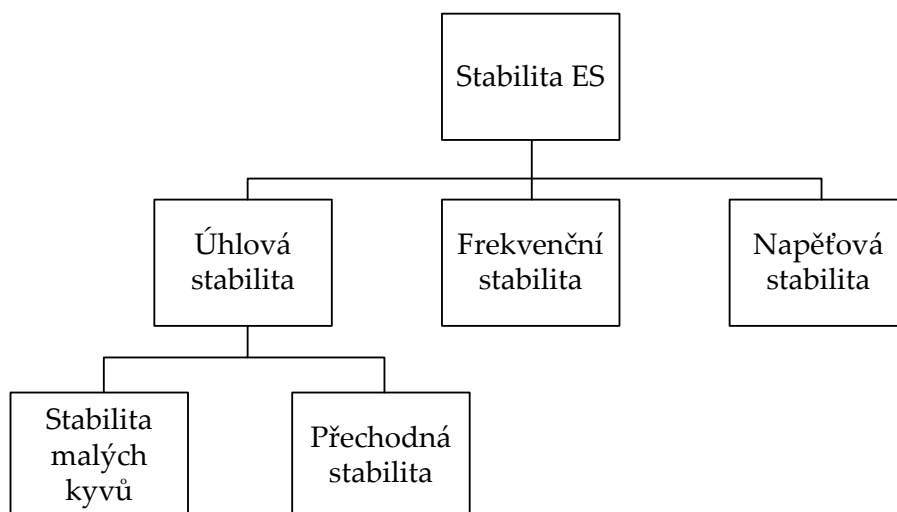 Stabilita ES
Úhlová
stabilita
Frekvenční
stabilita
Napěťová
stabilita
Stabilita
malých
kyvů
Přechodná
stabilita